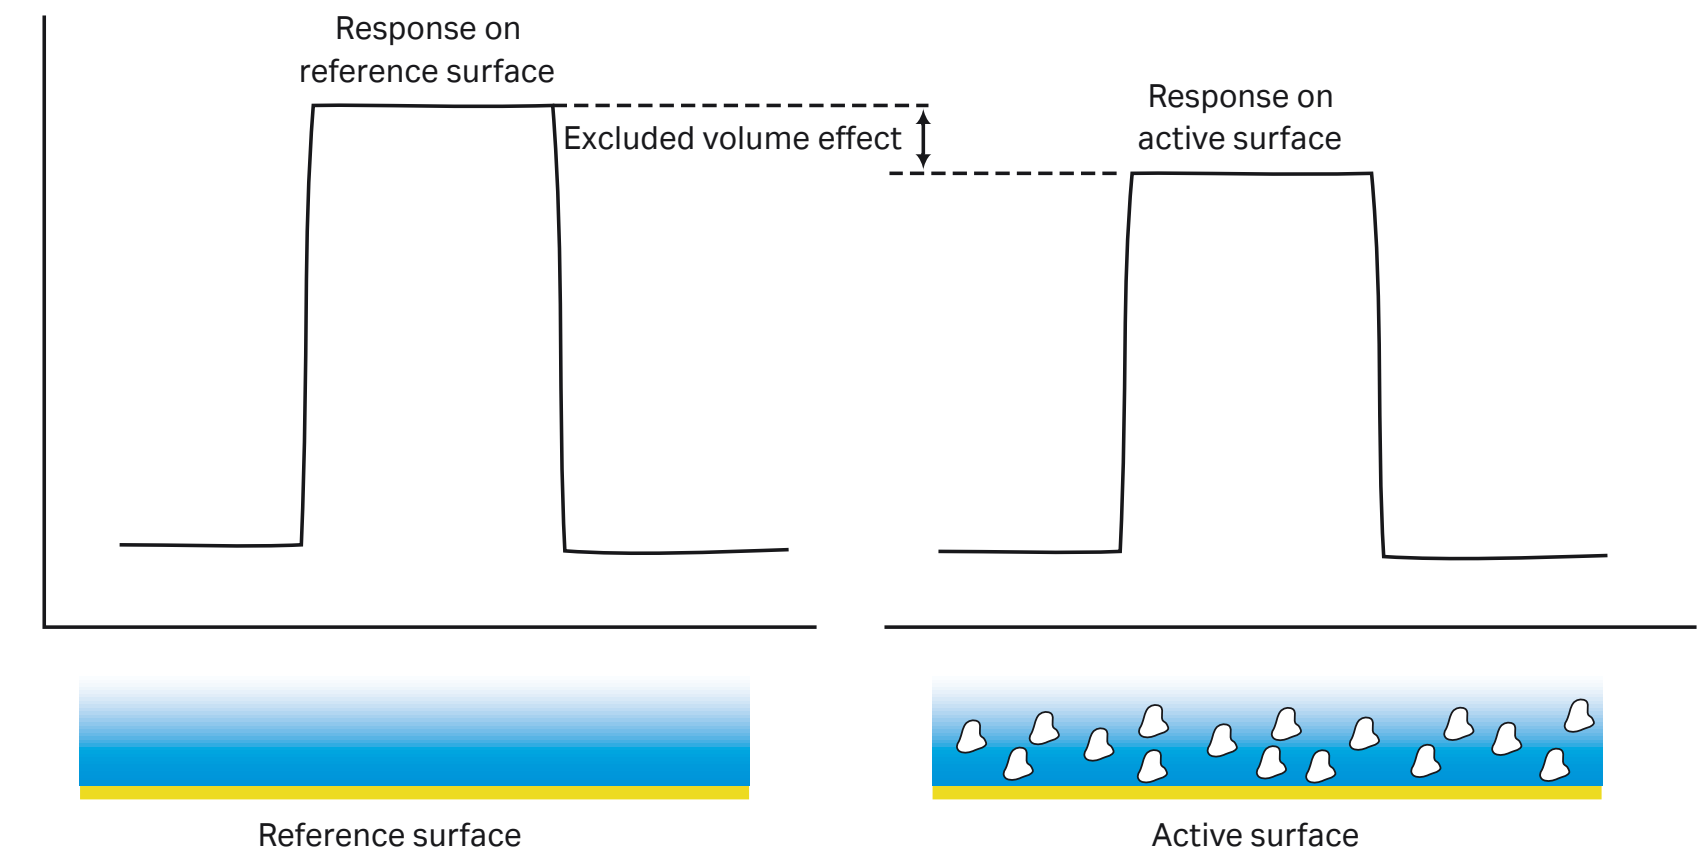 Response on
reference surface
Excluded volume effect
Response on
active surface
Reference surface
Active surface